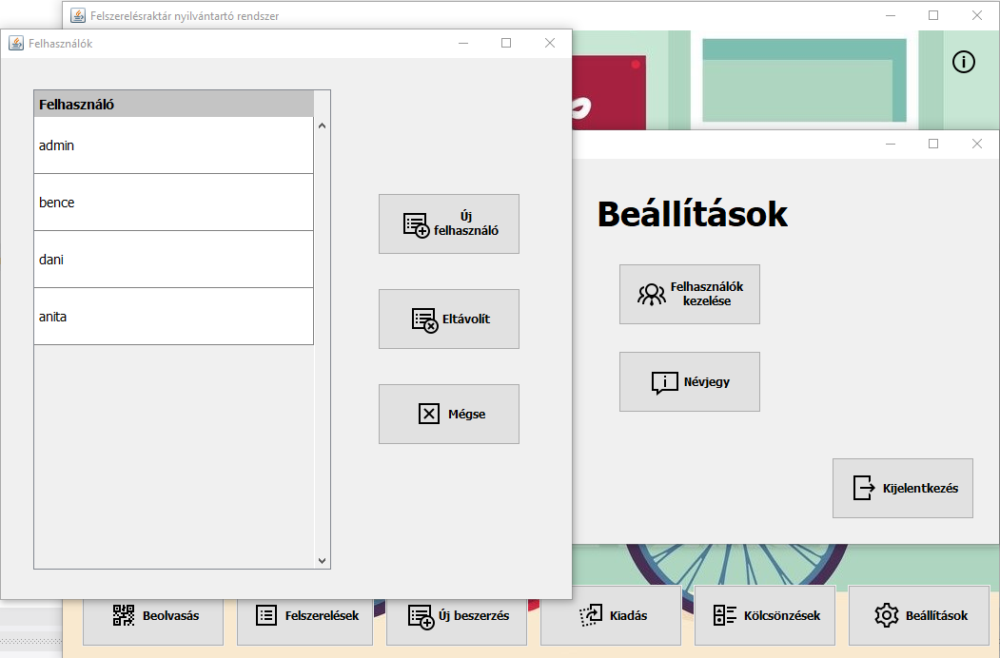 Felszerelésraktár nyilvántartó rendszer
Felhasználók
Felhasználó
admin
bence
dani
anita
Új
felhasználó
Eltávolít
Mégse
Beállítások
Felhasználók
kezelése
Névjegy
Kijelentkezés
Beolvasás
Felszerelések
Új beszerzés
Kiadás
Kölcsönzések
Beállítások